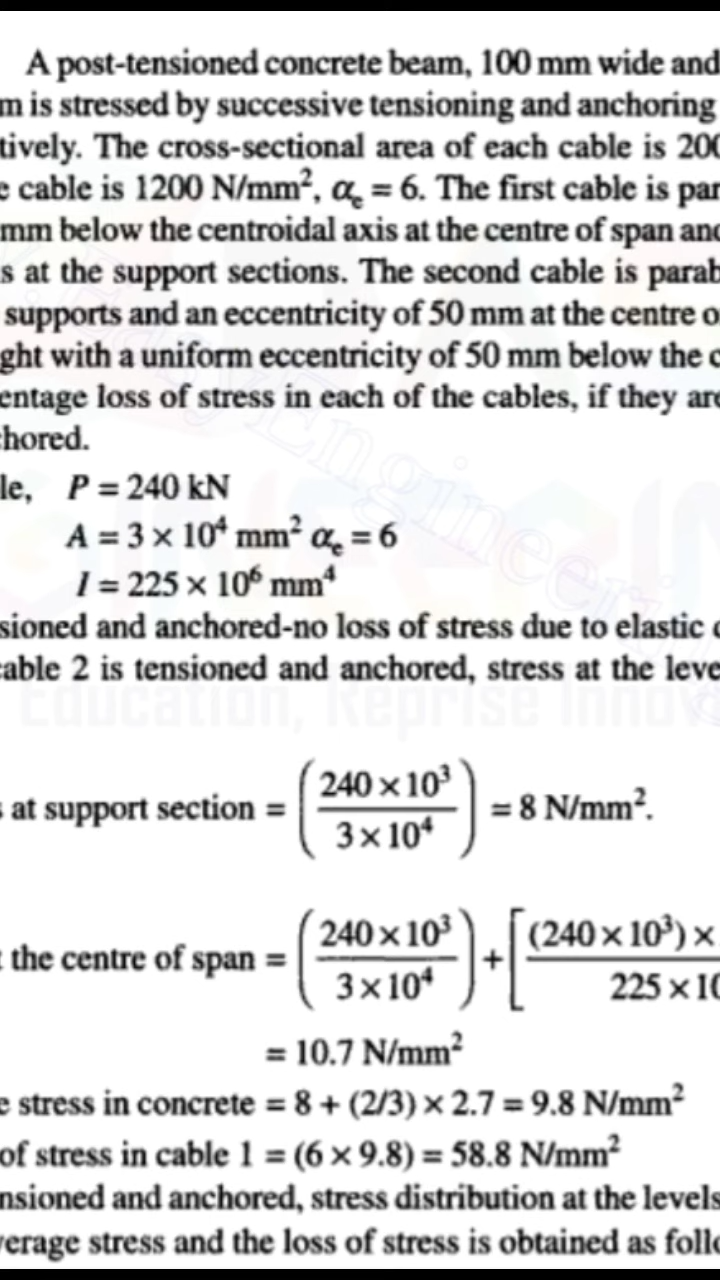 A post-tensioned concrete beam, 100 mm wide and
m is stressed by successive tensioning and anchoring
tively. The cross-sectional area of each cable is 200
e cable is 1200 N/mm², αₑ = 6. The first cable is par
mm below the centroidal axis at the centre of span and
s at the support sections. The second cable is parab
supports and an eccentricity of 50 mm at the centre o
ght with a uniform eccentricity of 50 mm below the c
entage loss of stress in each of the cables, if they are
chored.
le, P = 240 kN
A = 3 × 10⁴ mm² αₑ = 6
I = 225 × 10⁶ mm⁴
sioned and anchored-no loss of stress due to elastic
cable 2 is tensioned and anchored, stress at the leve
s at support section = (240 × 10³ / 3 × 10⁴) = 8 N/mm².
t the centre of span = (240 × 10³ / 3 × 10⁴) + [(240 × 10³) × / 225 × 10
= 10.7 N/mm²
e stress in concrete = 8 + (2/3) × 2.7 = 9.8 N/mm²
of stress in cable 1 = (6 × 9.8) = 58.8 N/mm²
nsioned and anchored, stress distribution at the levels
verage stress and the loss of stress is obtained as follo